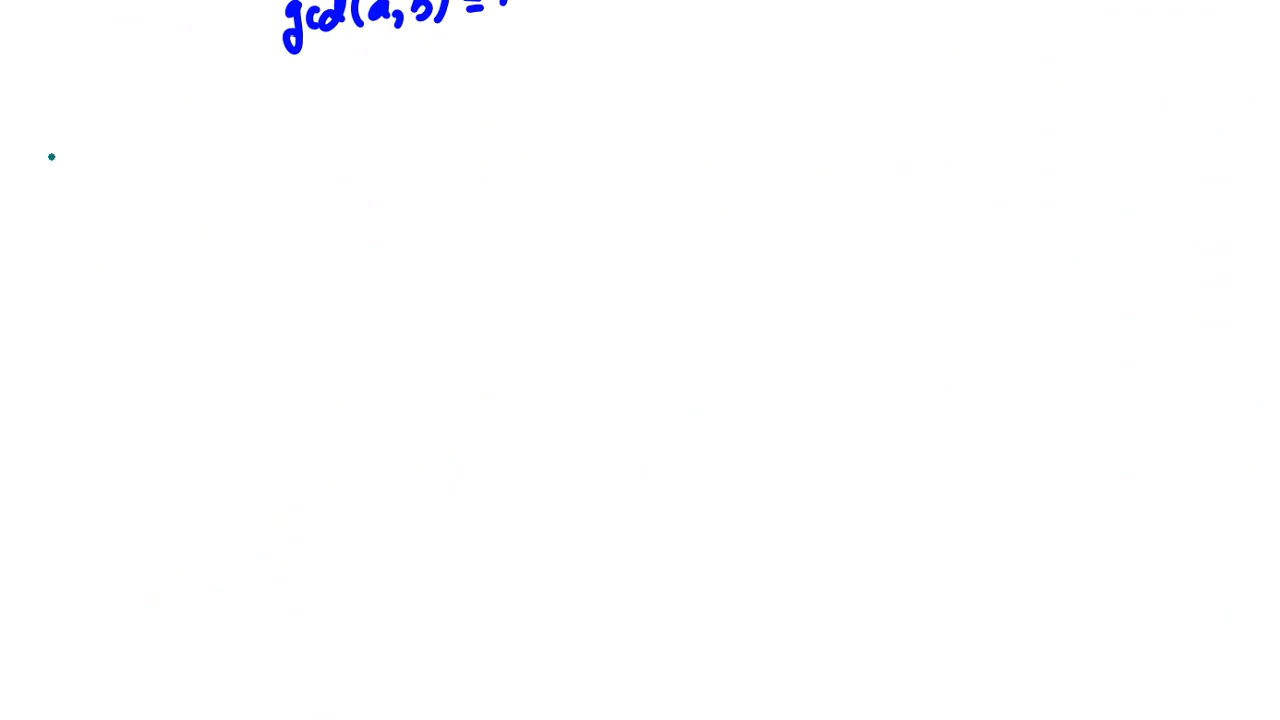 gcd(a,b) =